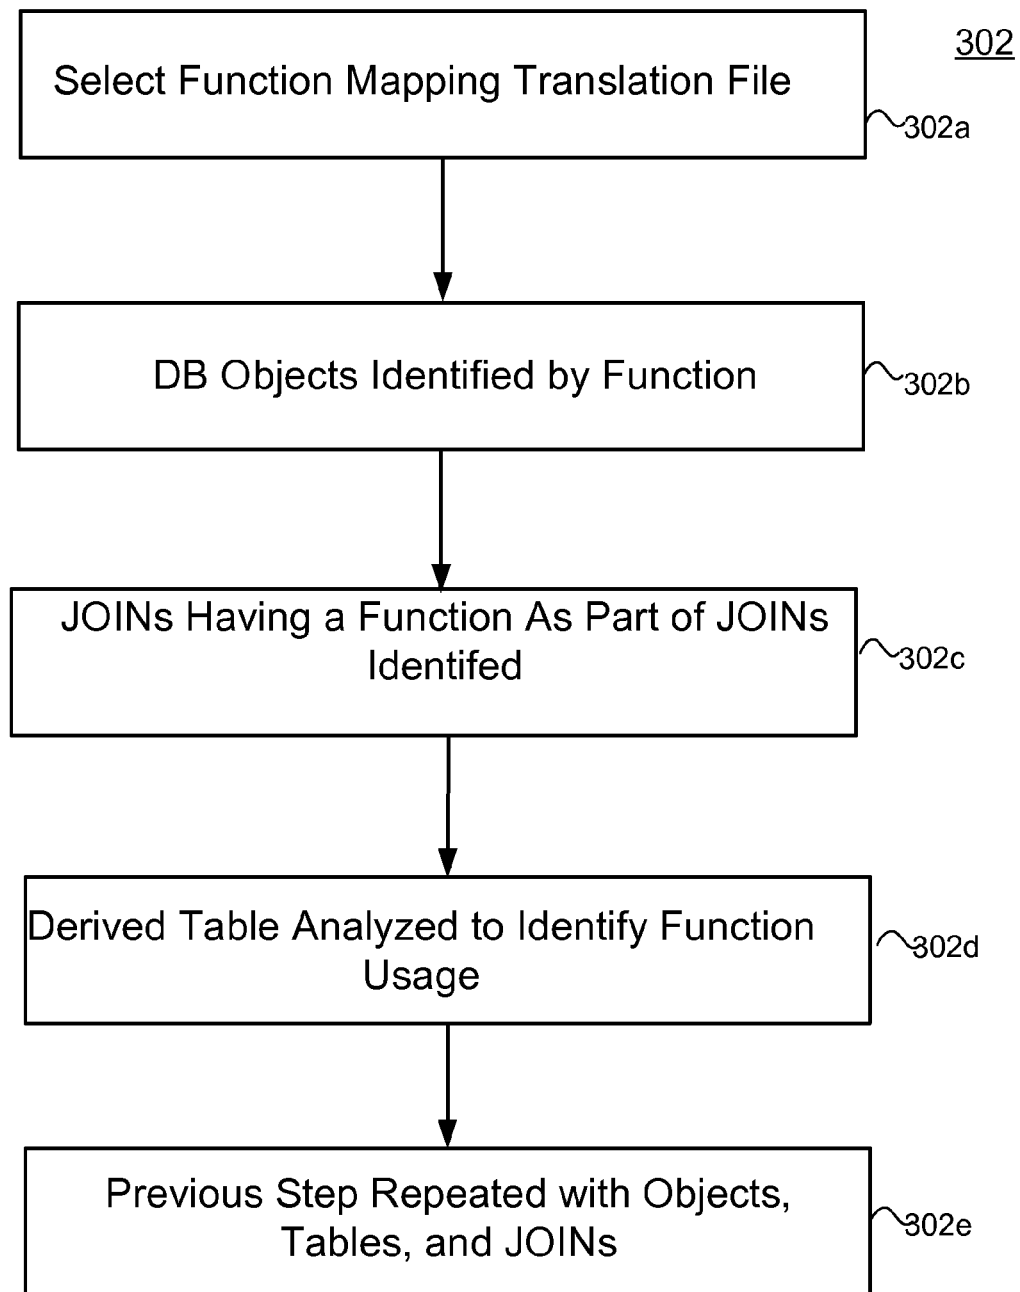 302
Select Function Mapping Translation File
302a
DB Objects Identified by Function
302b
JOINs Having a Function As Part of JOINs
Identifed
302c
Derived Table Analyzed to Identify Function
Usage
302d
Previous Step Repeated with Objects,
Tables, and JOINs
302e